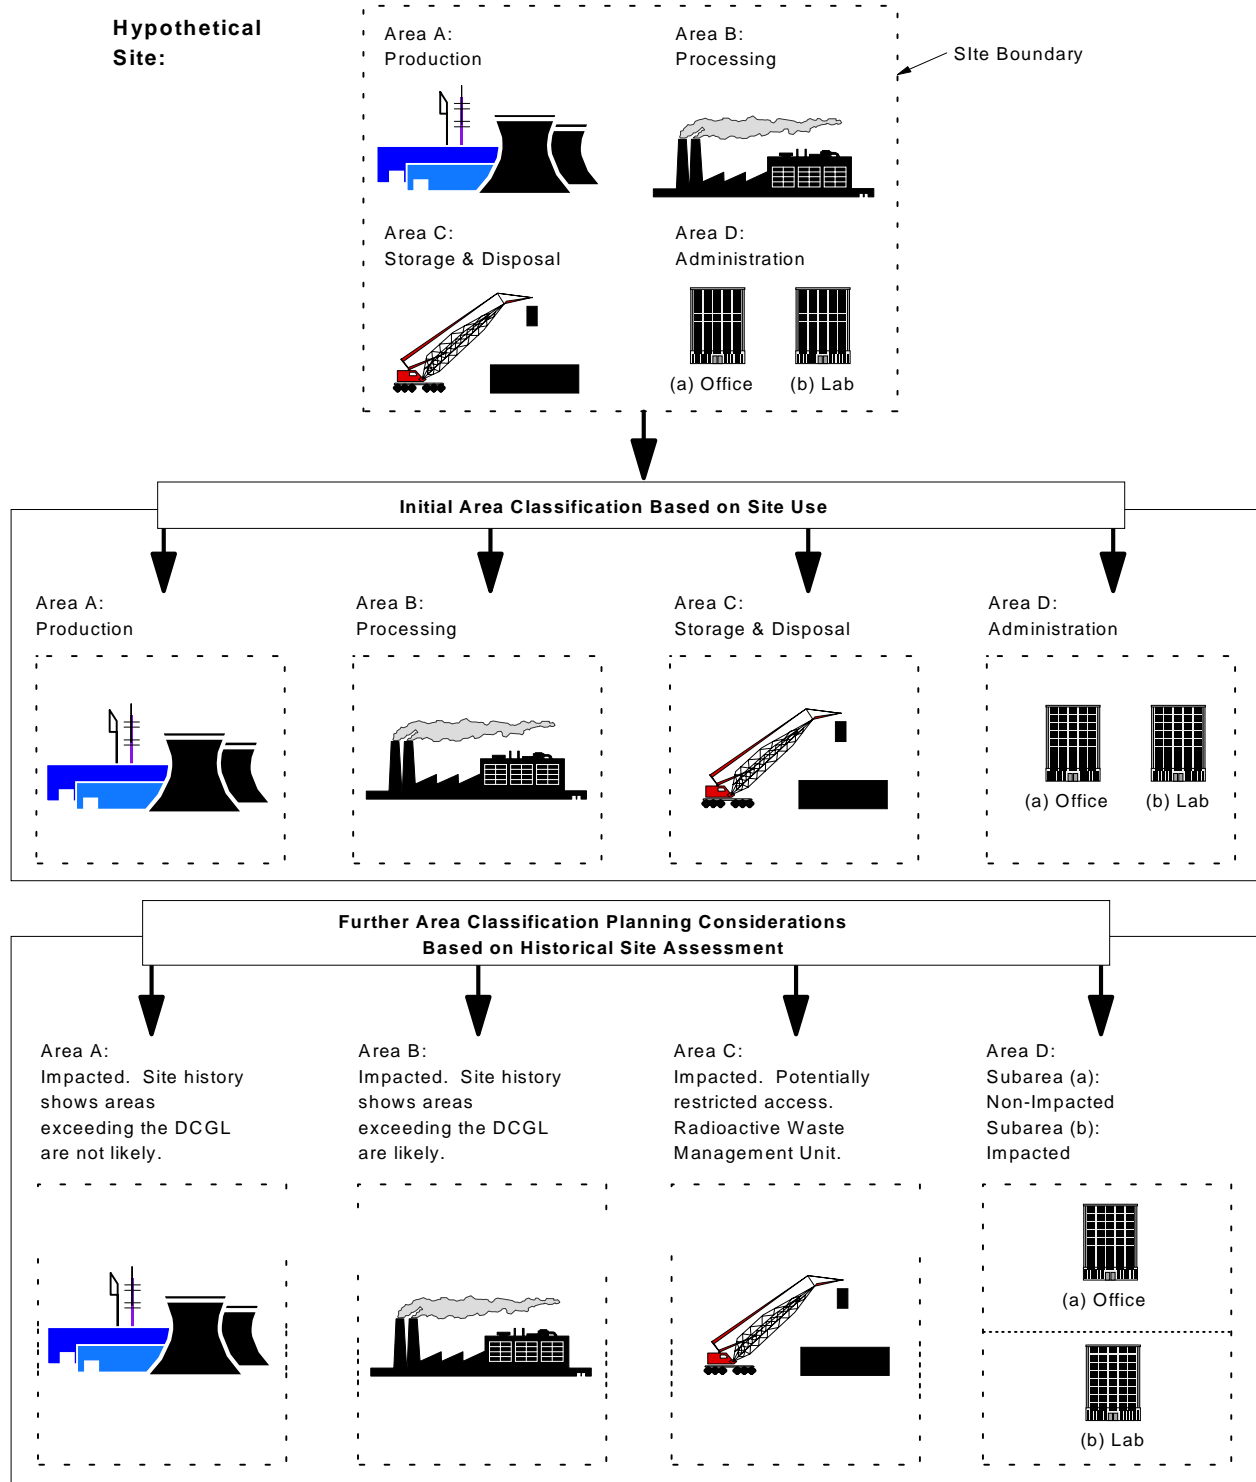 Hypothetical
Site:
Area A:
Production
Area B:
Processing
SIte Boundary
Area C:
Storage & Disposal
Area D:
Administration
(a) Office
(b) Lab
Initial Area Classification Based on Site Use
Area A:
Production
Area B:
Processing
Area C:
Storage & Disposal
Area D:
Administration
(a) Office
(b) Lab
Further Area Classification Planning Considerations
Based on Historical Site Assessment
Area A:
Impacted. Site history
shows areas
exceeding the DCGL
are not likely.
Area B:
Impacted. Site history
shows areas
exceeding the DCGL
are likely.
Area C:
Impacted. Potentially
restricted access.
Radioactive Waste
Management Unit.
Area D:
Subarea (a):
Non-Impacted
Subarea (b):
Impacted
(a) Office
(b) Lab